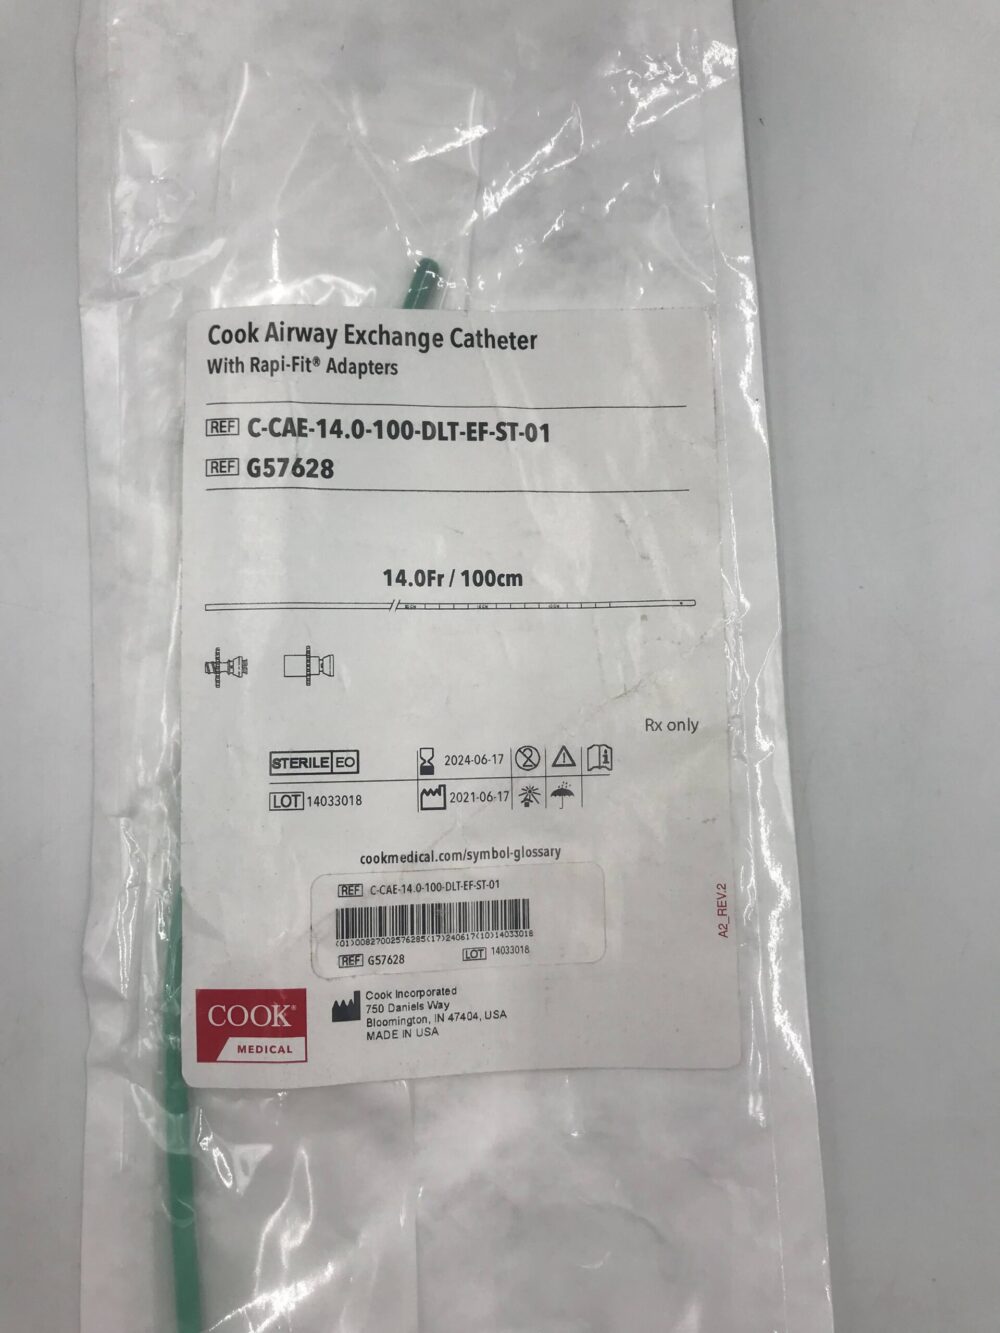 Cook Airway Exchange Catheter
With Rapi-Fit® Adapters
REF C-CAE-14.0-100-DLT-EF-ST-01
REF G57628
14.0Fr / 100cm
Rx only
STERILE EO
2024-06-17
LOT 14033018
2021-06-17
cookmedical.com/symbol-glossary
REF C-CAE-14.0-100-DLT-EF-ST-01
(01)00827002576285(17)240617(10)14033018
REF G57628 LOT 14033018
A2_REV.2
COOK®
MEDICAL
Cook Incorporated
750 Daniels Way
Bloomington, IN 47404, USA
MADE IN USA